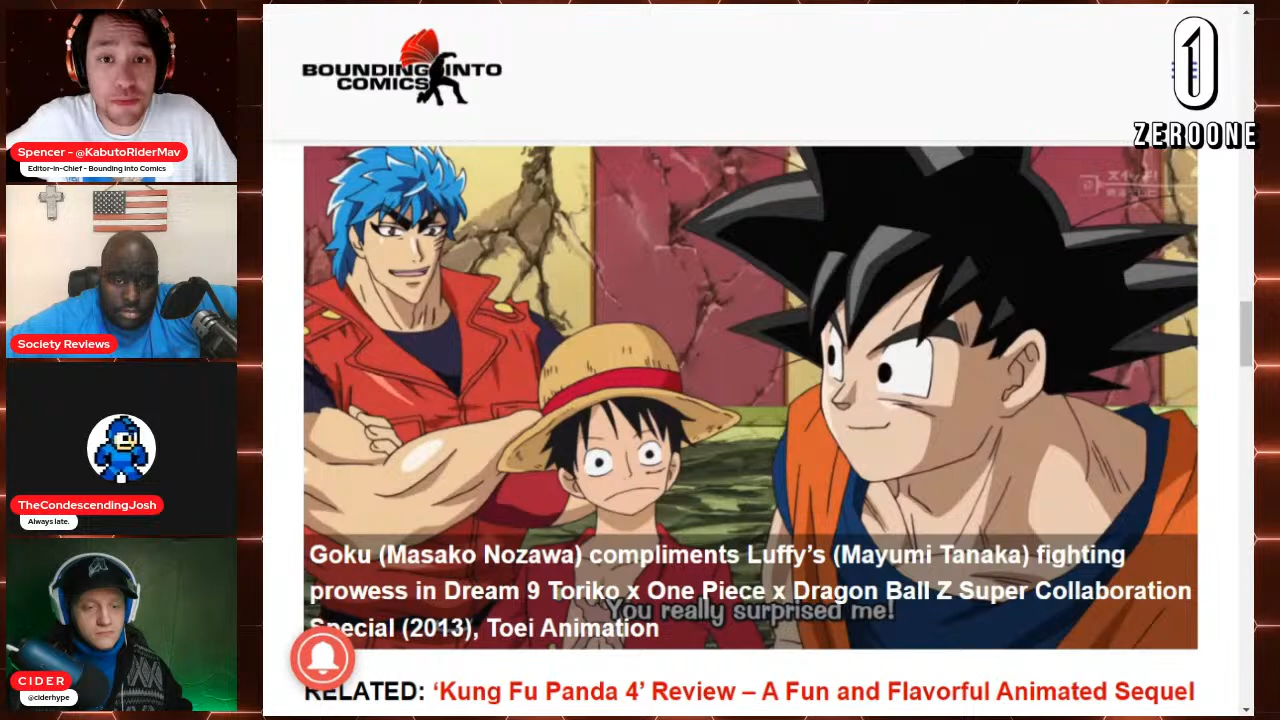 BOUNDING INTO
COMICS
ZEROONE
Spencer - @KabutoRiderMav
Editor-in-Chief - Bounding Into Comics
Society Reviews
TheCondescendingJosh
Always late.
CIDER
@ciderhype
Goku (Masako Nozawa) compliments Luffy’s (Mayumi Tanaka) fighting
prowess in Dream 9 Toriko x One Piece x Dragon Ball Z Super Collaboration
You really surprised me!
Special (2013), Toei Animation
RELATED: ‘Kung Fu Panda 4’ Review – A Fun and Flavorful Animated Sequel